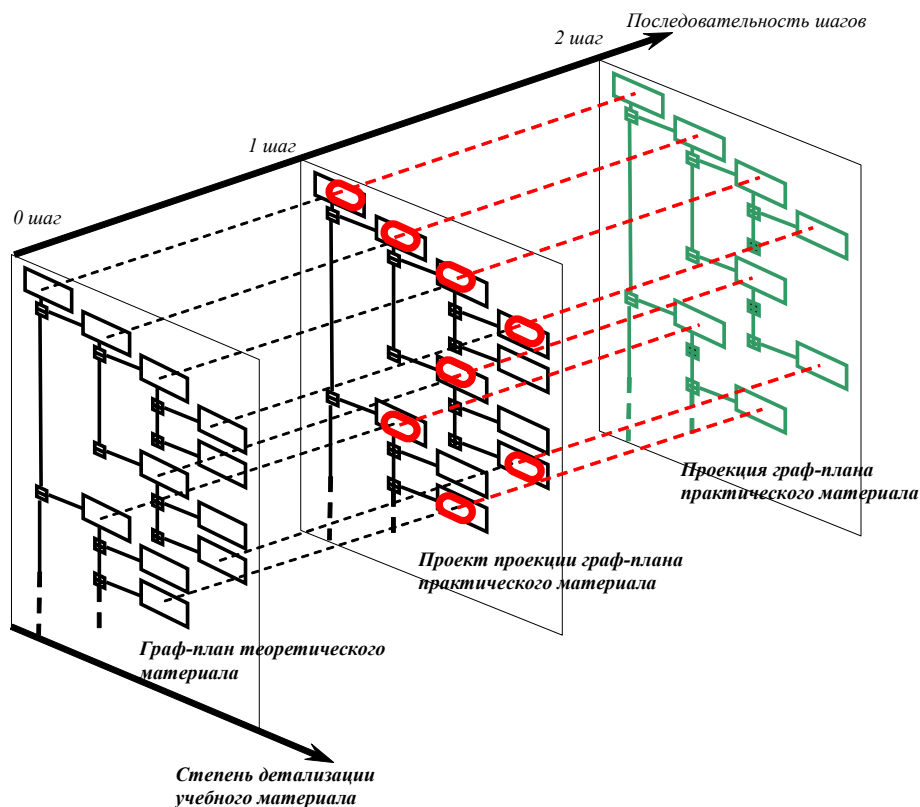 Последовательность шагов
2 шаг
1 шаг
0 шаг
Проекция граф-плана
практического материала
Проект проекции граф-плана
практического материала
Граф-план теоретического
материала
Степень детализации
учебного материала